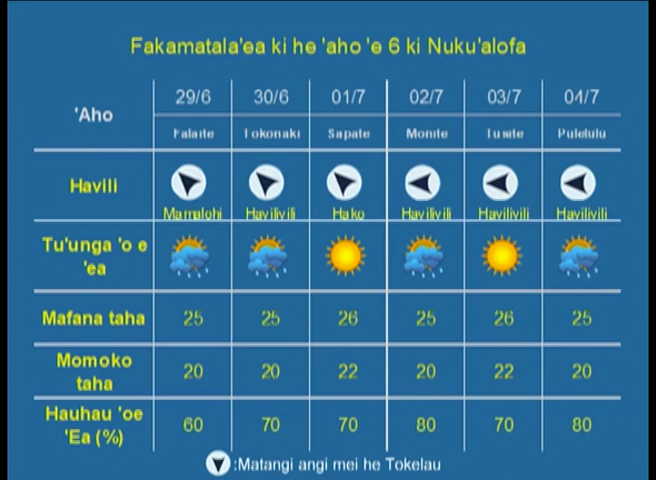 Fakamatala'ea ki he 'aho 'e 6 ki Nuku'alofa
'Aho
29/6 30/6 01/7 02/7 03/7 04/7
Falaite Tokonaki Sapate Monite Tusite Pulelulu
Havili
Mamalohi Havilivili Hako Havilivili Havilivili Havilivili
Tu'unga 'o e
'ea
Mafana taha 25 25 26 25 26 25
Momoko
taha
20 20 22 20 22 20
Hauhau 'oe
'Ea (%)
60 70 70 80 70 80
:Matangi angi mei he Tokelau